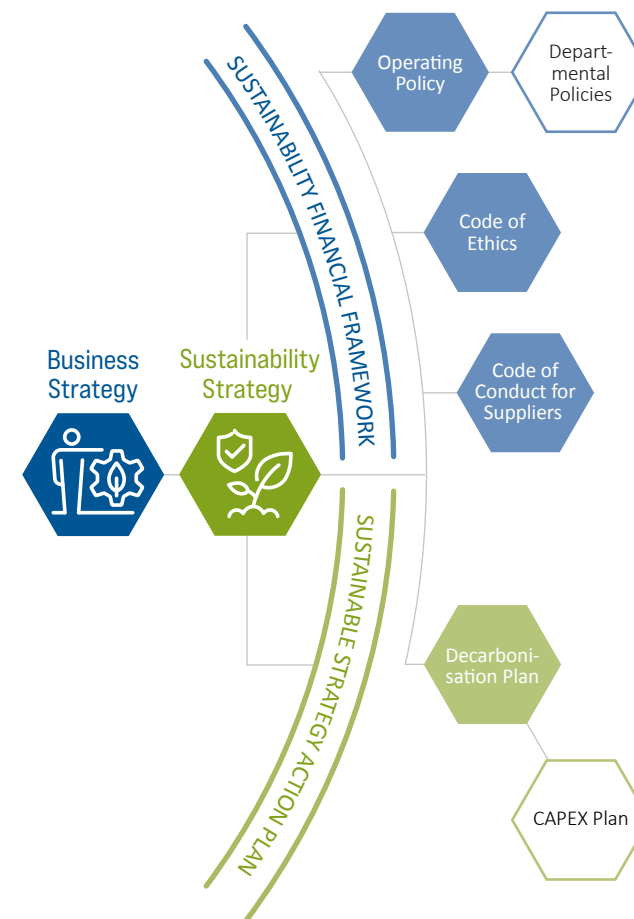 Business
Strategy
Sustainability
Strategy
SUSTAINABILITY FINANCIAL FRAMEWORK
SUSTAINABLE STRATEGY ACTION PLAN
Operating
Policy
Depart-
mental
Policies
Code of
Ethics
Code of
Conduct for
Suppliers
Decarboni-
sation Plan
CAPEX Plan